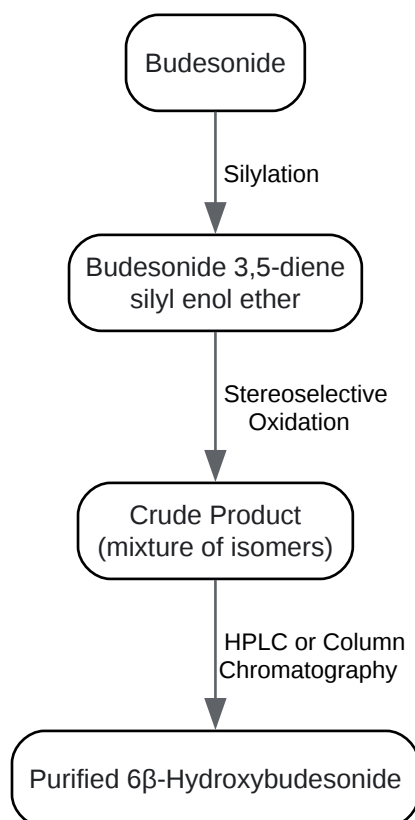 Budesonide
Silylation
Budesonide 3,5-diene
silyl enol ether
Stereoselective
Oxidation
Crude Product
(mixture of isomers)
HPLC or Column
Chromatography
Purified 6β-Hydroxybudesonide